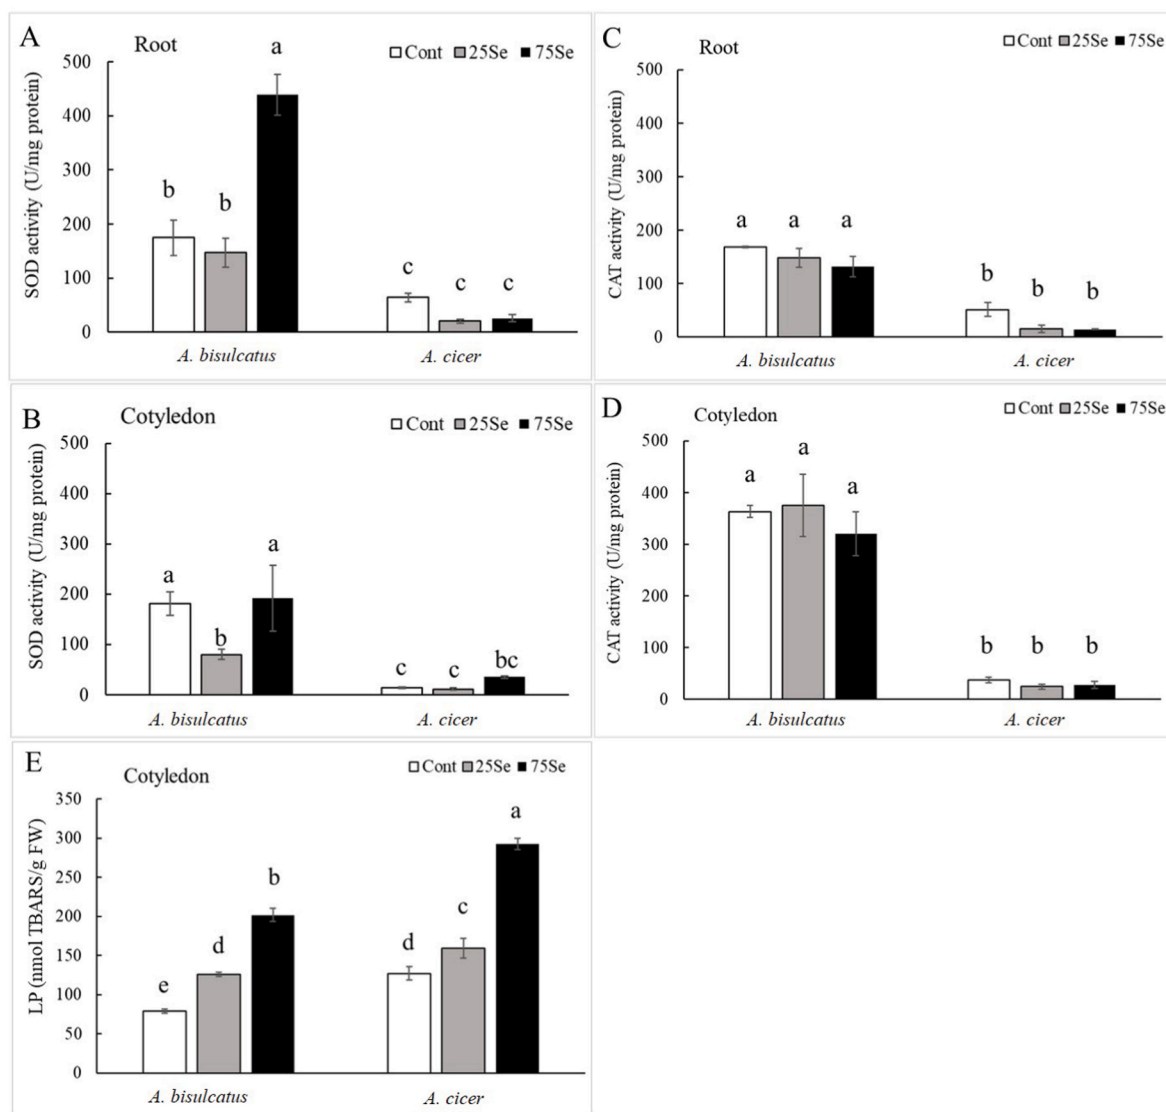 A
Root
Cont 25Se 75Se
SOD activity (U/mg protein)
500
400
300
200
100
0
b
b
a
c
c
c
A. bisulcatus
A. cicer
C
Root
Cont 25Se 75Se
CAT activity (U/mg protein)
500
400
300
200
100
0
a
a
a
b
b
b
A. bisulcatus
A. cicer
B
Cotyledon
Cont 25Se 75Se
SOD activity (U/mg protein)
500
400
300
200
100
0
a
b
a
c
c
bc
A. bisulcatus
A. cicer
D
Cotyledon
Cont 25Se 75Se
CAT activity (U/mg protein)
500
400
300
200
100
0
a
a
a
b
b
b
A. bisulcatus
A. cicer
E
Cotyledon
Cont 25Se 75Se
LP (nmol TBARS/g FW)
350
300
250
200
150
100
50
0
e
d
b
d
c
a
A. bisulcatus
A. cicer